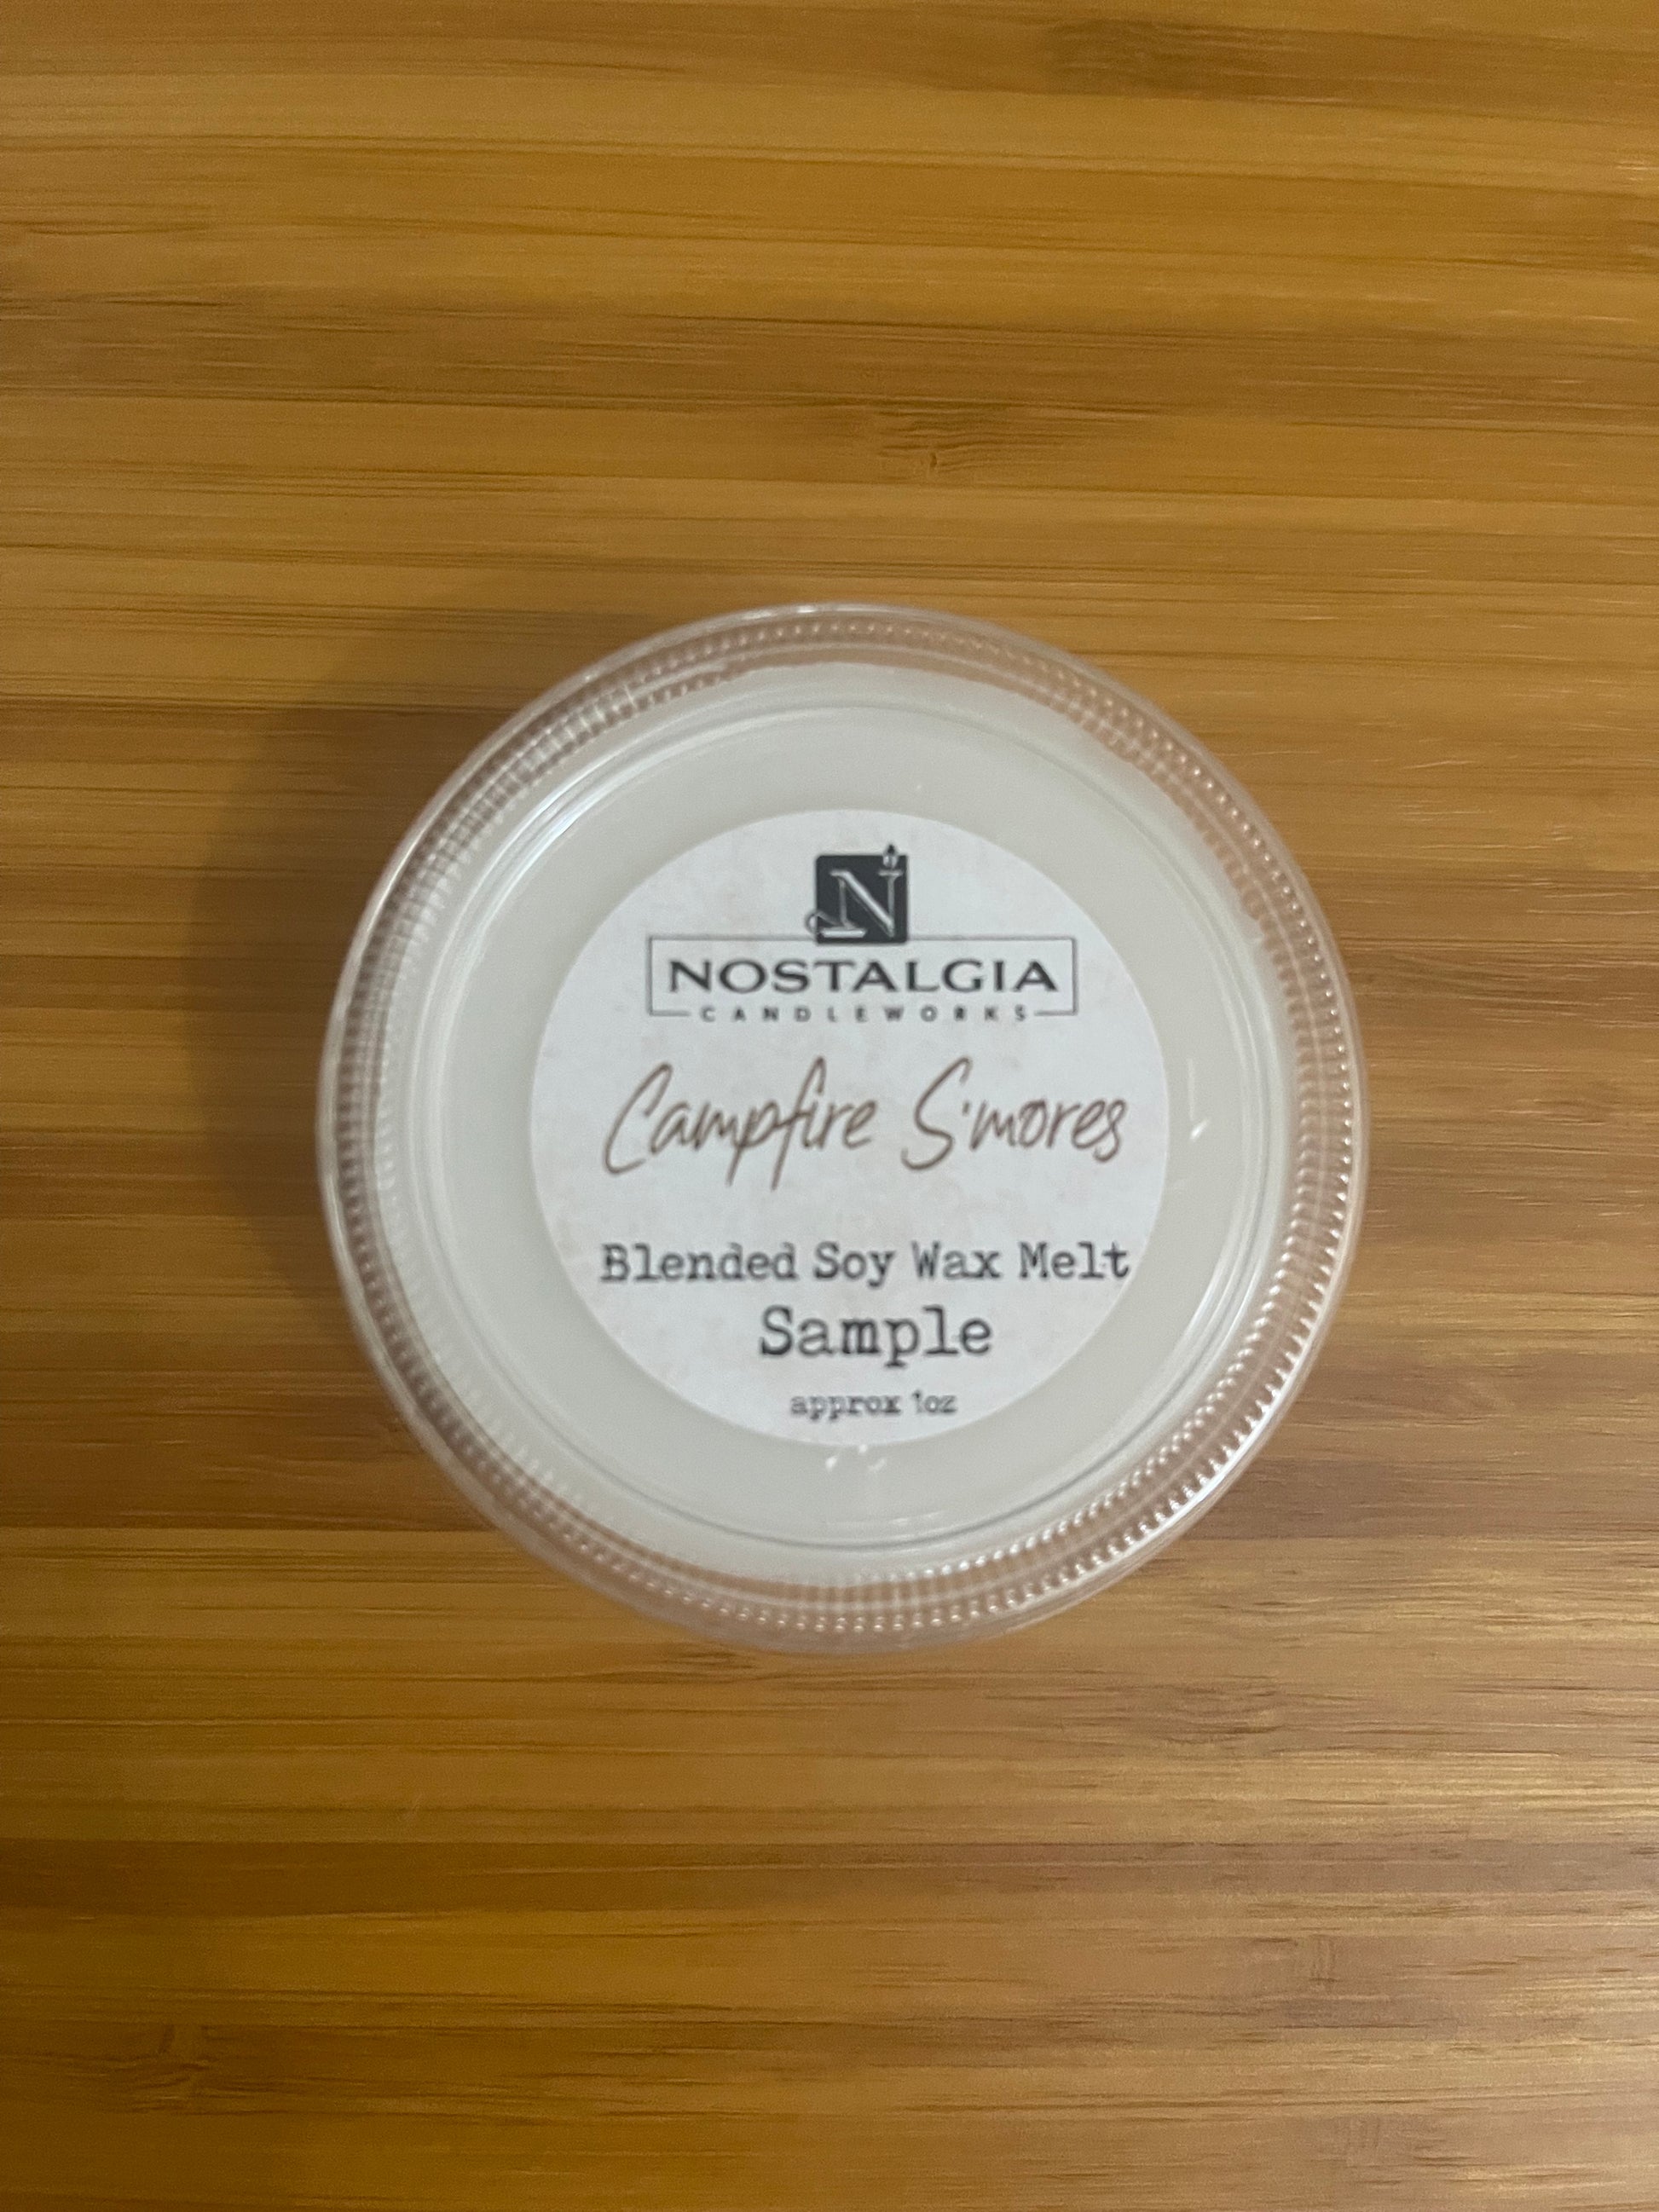 N
NOSTALGIA
CANDLEWORKS
Campfire S'mores
Blended Soy Wax Melt
Sample
approx 1oz